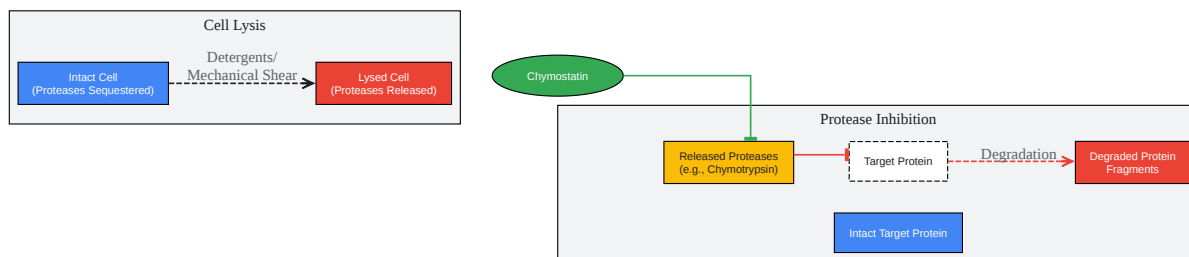 Cell Lysis
Intact Cell
(Proteases Sequestered)
Detergents/
Mechanical Shear
Lysed Cell
(Proteases Released)
Chymostatin
Protease Inhibition
Released Proteases
(e.g., Chymotrypsin)
Target Protein
Degradation
Degraded Protein
Fragments
Intact Target Protein